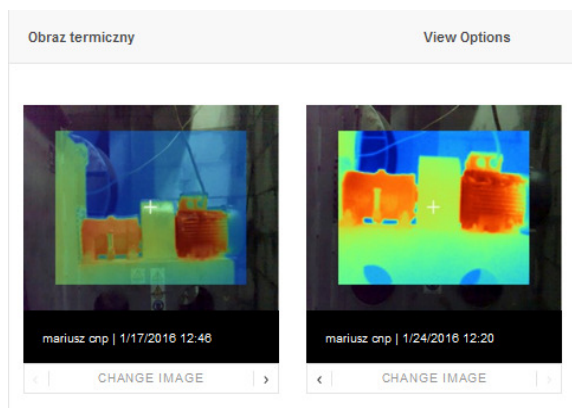 Obraz termiczny
View Options
mariusz cnp | 1/17/2016 12:46
mariusz cnp | 1/24/2016 12:20
CHANGE IMAGE
CHANGE IMAGE